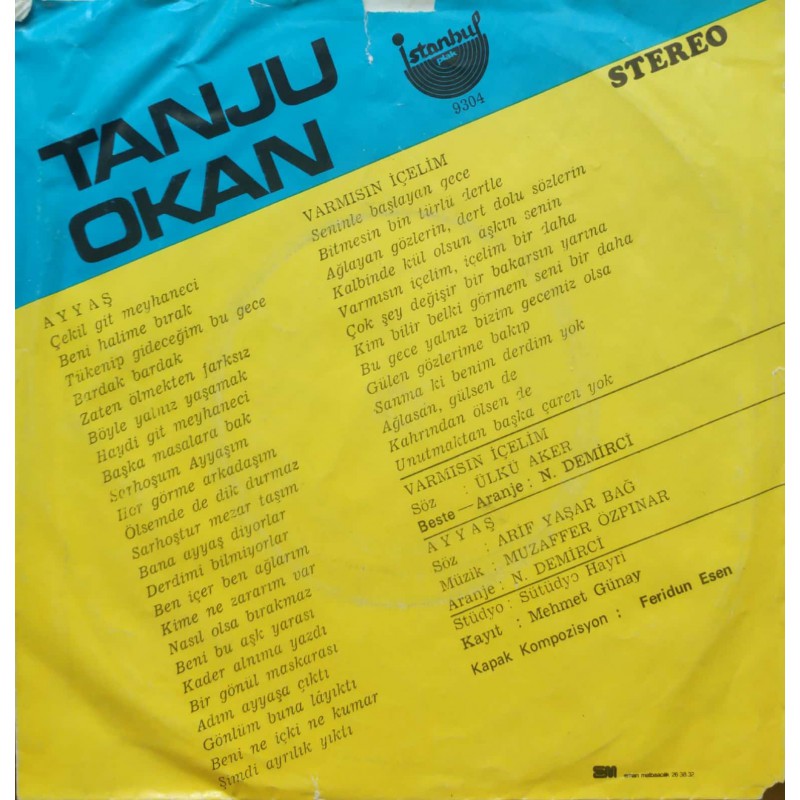 TANJU
OKAN
İstanbul
plak
9304
STEREO
AYYAŞ
Çekil git meyhaneci
Beni halime bırak
Tükenip gideceğim bu gece
Bardak bardak
Zaten ölmekten farksız
Böyle yalnız yaşamak
Haydi git meyhaneci
Başka masalara bak
Sarhoşum Ayyaşım
Hor görme arkadaşım
Ölsemde de dik durmaz
Sarhoştur mezar taşım
Bana ayyaş diyorlar
Derdimi bilmiyorlar
Ben içer ben ağlarım
Kime ne zararım var
Nasıl olsa bırakmaz
Beni bu aşk yarası
Kader alnıma yazdı
Bir gönül maskarası
Adım ayyaşa çıktı
Gönlüm buna lâyıktı
Beni ne içki ne kumar
Şimdi ayrılık yıktı
VARMISIN İÇELİM
Seninle başlayan gece
Bitmesin bin türlü dertle
Ağlayan gözlerin, dert dolu sözlerin
Kalbinde kül olsun aşkın senin
Varmısın içelim, içelim bir daha
Çok şey değişir bir bakarsın yarına
Kim bilir belki görmem seni bir daha
Bu gece yalnız bizim gecemiz olsa
Gülen gözlerime bakıp
Sanma ki benim derdim yok
Ağlasan, gülsen de
Kahrından ölsen de
Unutmaktan başka çaren yok
VARMISIN İÇELİM
Söz : ÜLKÜ AKER
Beste — Aranje : N. DEMİRCİ
AYYAŞ
Söz : ARİF YAŞAR BAĞ
Müzik : MUZAFFER ÖZPINAR
Aranje : N. DEMİRCİ
Stüdyo : Sütüdyo Hayri
Kayıt : Mehmet Günay
Kapak Kompozisyon : Feridun Esen